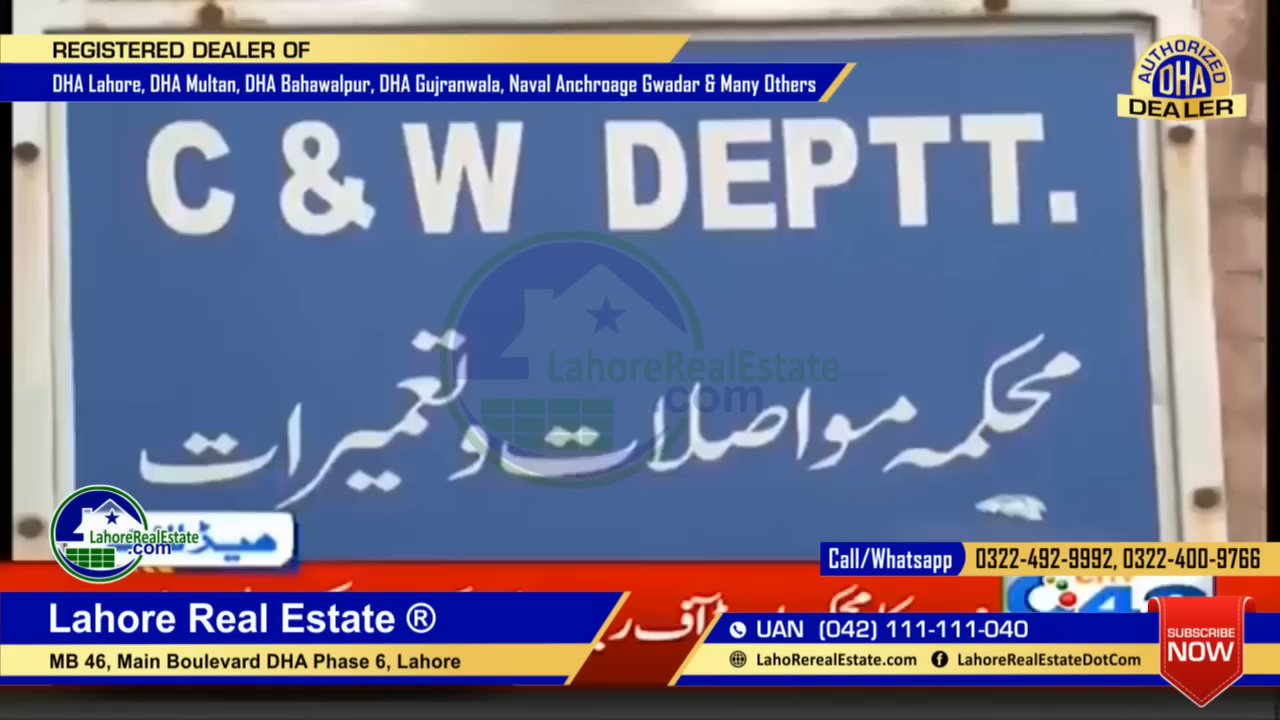 REGISTERED DEALER OF
DHA Lahore, DHA Multan, DHA Bahawalpur, DHA Gujranwala, Naval Anchroage Gwadar & Many Others
AUTHORIZED
DHA
DEALER
C & W DEPTT.
LahoreRealEstate
.com
محکمہ مواصلات و تعمیرات
LahoreRealEstate
.com
Call/Whatsapp 0322-492-9992, 0322-400-9766
Lahore Real Estate ®
آف
UAN (042) 111-111-040
SUBSCRIBE
NOW
MB 46, Main Boulevard DHA Phase 6, Lahore
LahoRerealEstate.com LahoreRealEstateDotCom